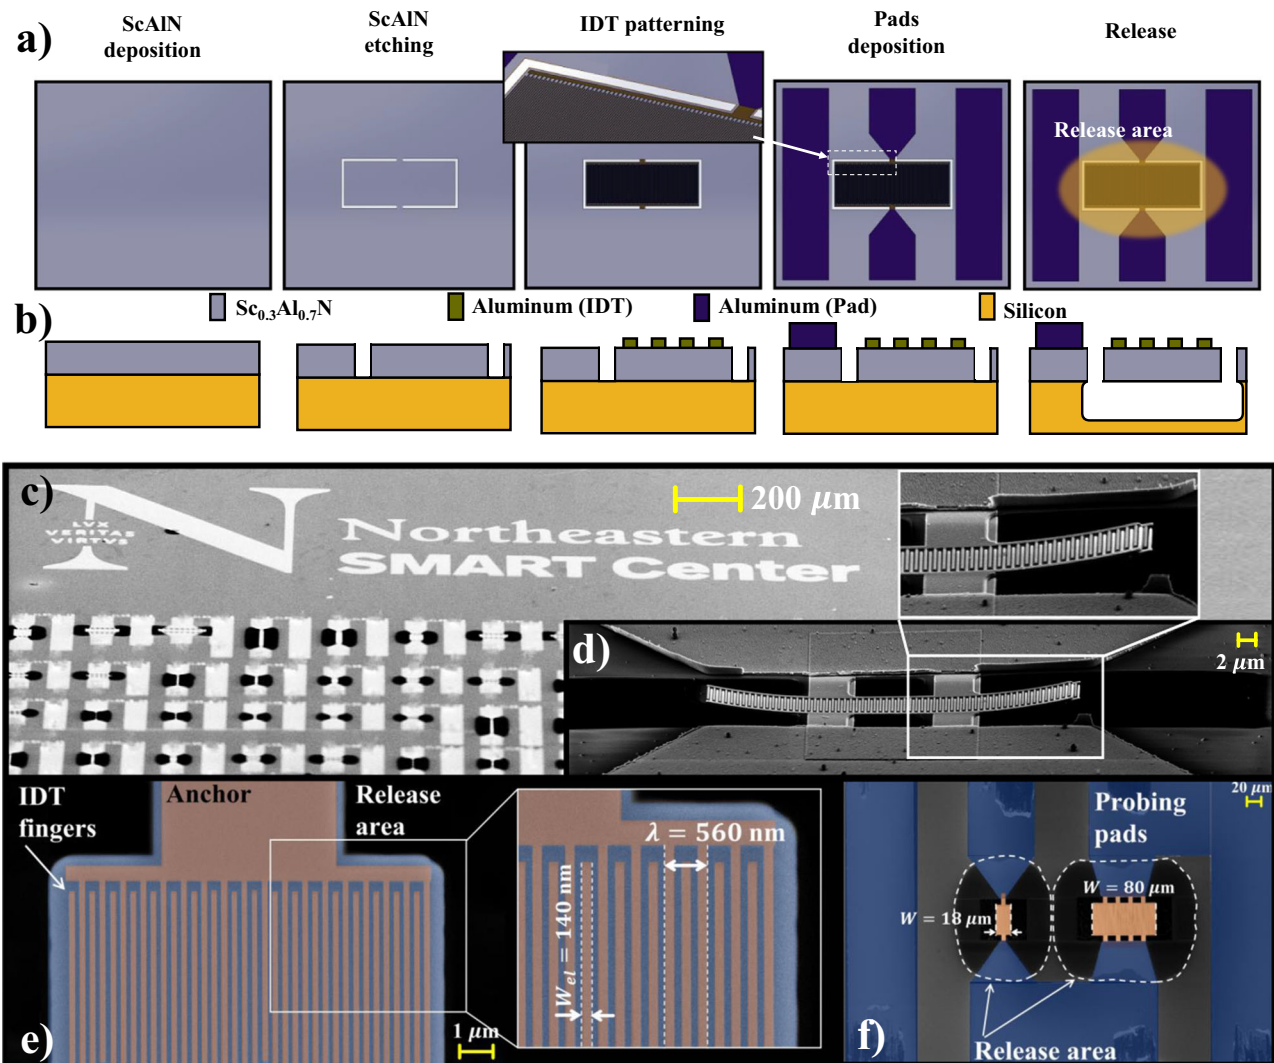 a)
ScAlN
deposition
ScAlN
etching
IDT patterning
Pads
deposition
Release
Release area
b)
Sc0.3Al0.7N
Aluminum (IDT)
Aluminum (Pad)
Silicon
c)
LVX
VERITAS
VIRTVS
N
Northeastern
SMART Center
200 μm
d)
2 μm
IDT
fingers
Anchor
Release
area
λ = 560 nm
Wel = 140 nm
e)
1 μm
20 μm
Probing
pads
W = 80 μm
W = 18 μm
f)
Release area